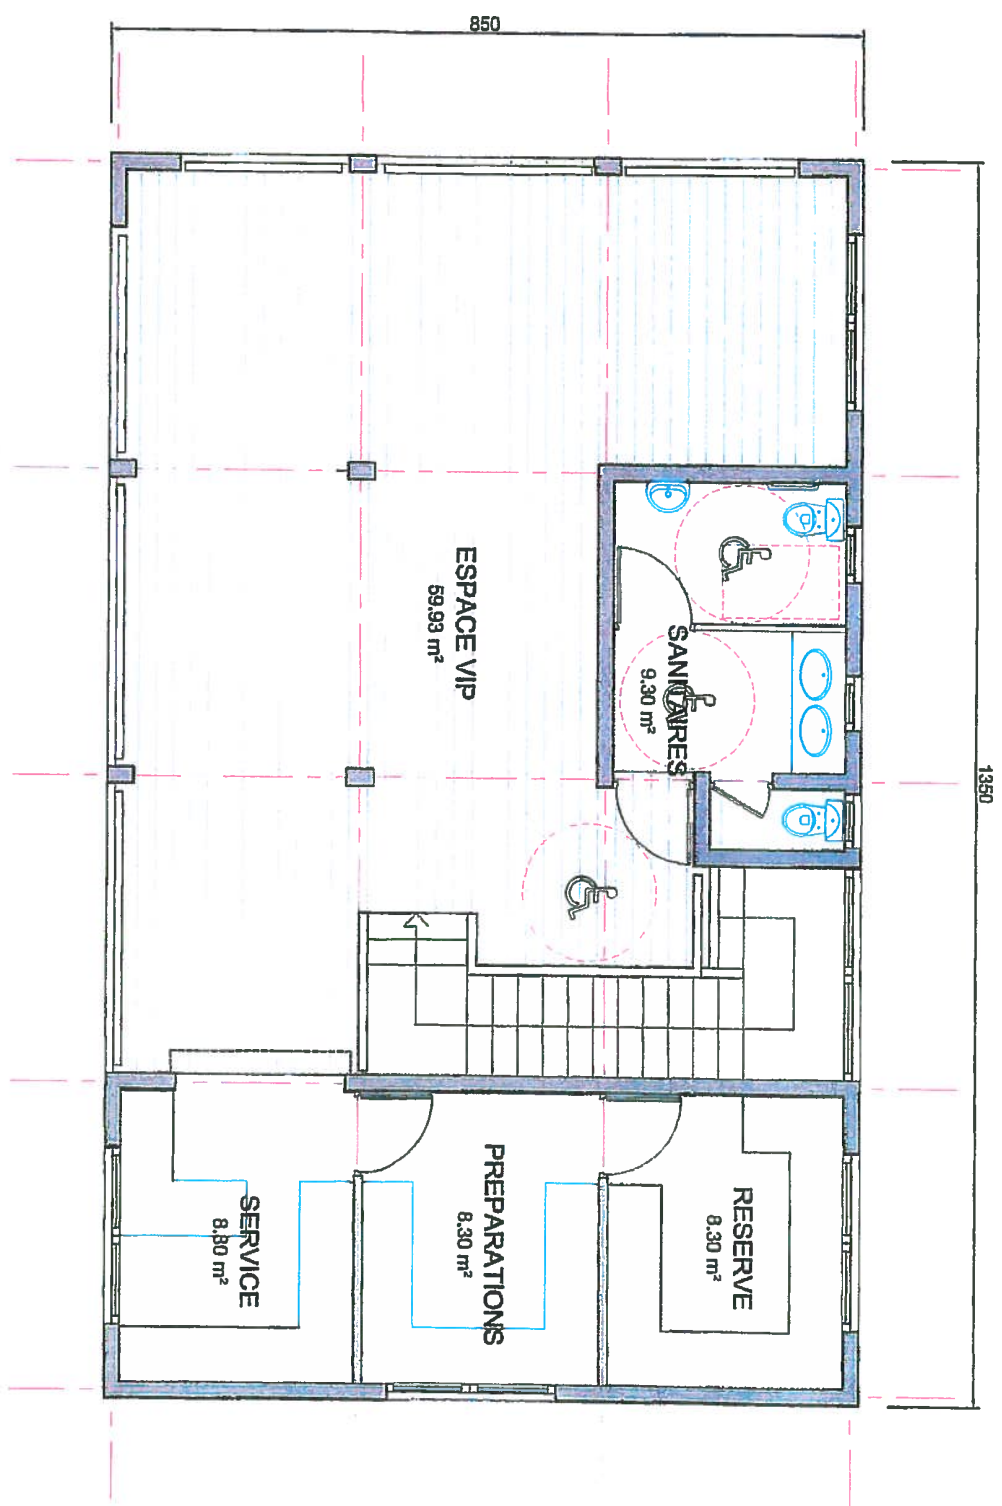 850
1350
ESPACE VIP
59.93 m²
SANITAIRES
9.30 m²
SERVICE
8.80 m²
PREPARATIONS
8.30 m²
RESERVE
8.30 m²